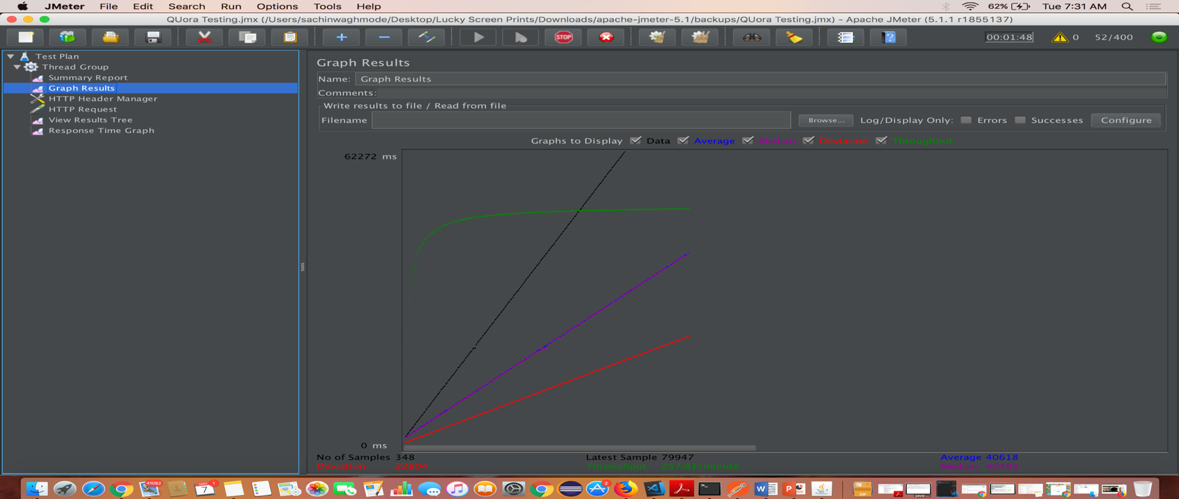 JMeter File Edit Search Run Options Tools Help 62% Tue 7:31 AM
QUora Testing.jmx (/Users/sachinwaghmode/Desktop/Lucky Screen Prints/Downloads/apache-jmeter-5.1/backups/QUora Testing.jmx) - Apache JMeter (5.1.1 r1855137)
STOP 00:01:48 0 52/400
Test Plan
Thread Group
Summary Report
Graph Results
HTTP Header Manager
HTTP Request
View Results Tree
Response Time Graph
Graph Results
Name: Graph Results
Comments:
Write results to file / Read from file
Filename Browse... Log/Display Only: Errors Successes Configure
Graphs to Display Data Average Median Deviation Throughput
62272 ms
0 ms
No of Samples 348 Latest Sample 79947 Average 40618
Deviation Throughput Median